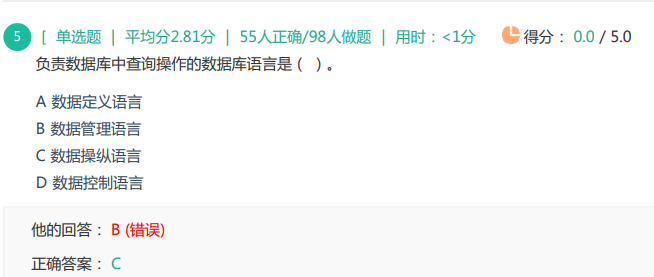 5 [ 单选题 | 平均分2.81分 | 55人正确/98人做题 | 用时：<1分 得分： 0.0 / 5.0
负责数据库中查询操作的数据库语言是（ ）。
A 数据定义语言
B 数据管理语言
C 数据操纵语言
D 数据控制语言
他的回答： B (错误)
正确答案： C